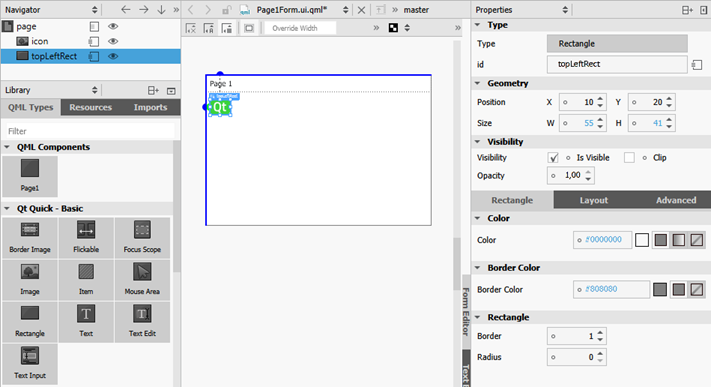 Navigator
page
icon
topLeftRect
Library
QML Types Resources Imports
Filter
QML Components
Page1
Qt Quick - Basic
Border Image Flickable Focus Scope
Image Item Mouse Area
Rectangle Text Text Edit
Text Input
Page1Form.ui.qml* master
Override Width
Page 1
Qt
Form Editor
Properties
Type
Type Rectangle
id topLeftRect
Geometry
Position X 10 Y 20
Size W 55 H 41
Visibility
Visibility Is Visible Clip
Opacity 1,00
Rectangle Layout Advanced
Color
Color #0000000
Border Color
Border Color #808080
Rectangle
Border 1
Radius 0